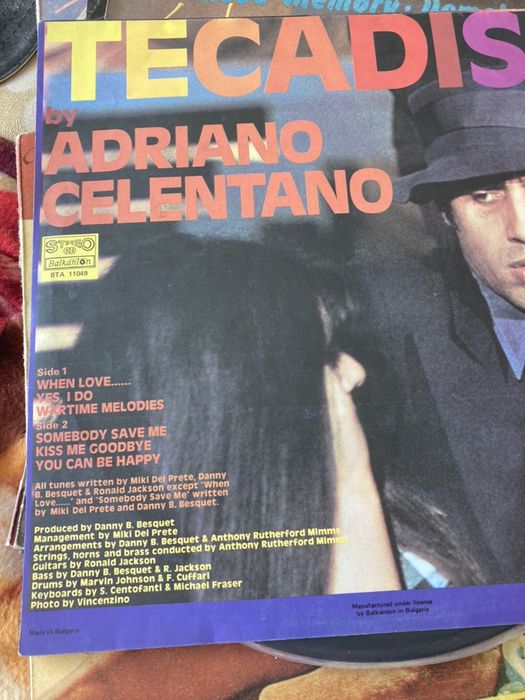 TECADIS
by
ADRIANO
CELENTANO
STEREO
Balkanton
BTA 11049
Side 1
WHEN LOVE......
YES, I DO
WARTIME MELODIES
Side 2
SOMEBODY SAVE ME
KISS ME GOODBYE
YOU CAN BE HAPPY
All tunes written by Miki Del Prete, Danny
B. Besquet & Ronald Jackson except 'When
Love......' and 'Somebody Save Me' written
by Miki Del Prete and Danny B. Besquet.
Produced by Danny B. Besquet
Management by Miki Del Prete
Arrangements by Danny B. Besquet & Anthony Rutherford Mimms
Strings, horns and brass conducted by Anthony Rutherford Mimms
Guitars by Ronald Jackson
Bass by Danny B. Besquet & R. Jackson
Drums by Marvin Johnson & F. Cuffari
Keyboards by S. Centofanti & Michael Fraser
Photo by Vincenzino
Manufactured under license
by Balkanton in Bulgaria
Made in Bulgaria